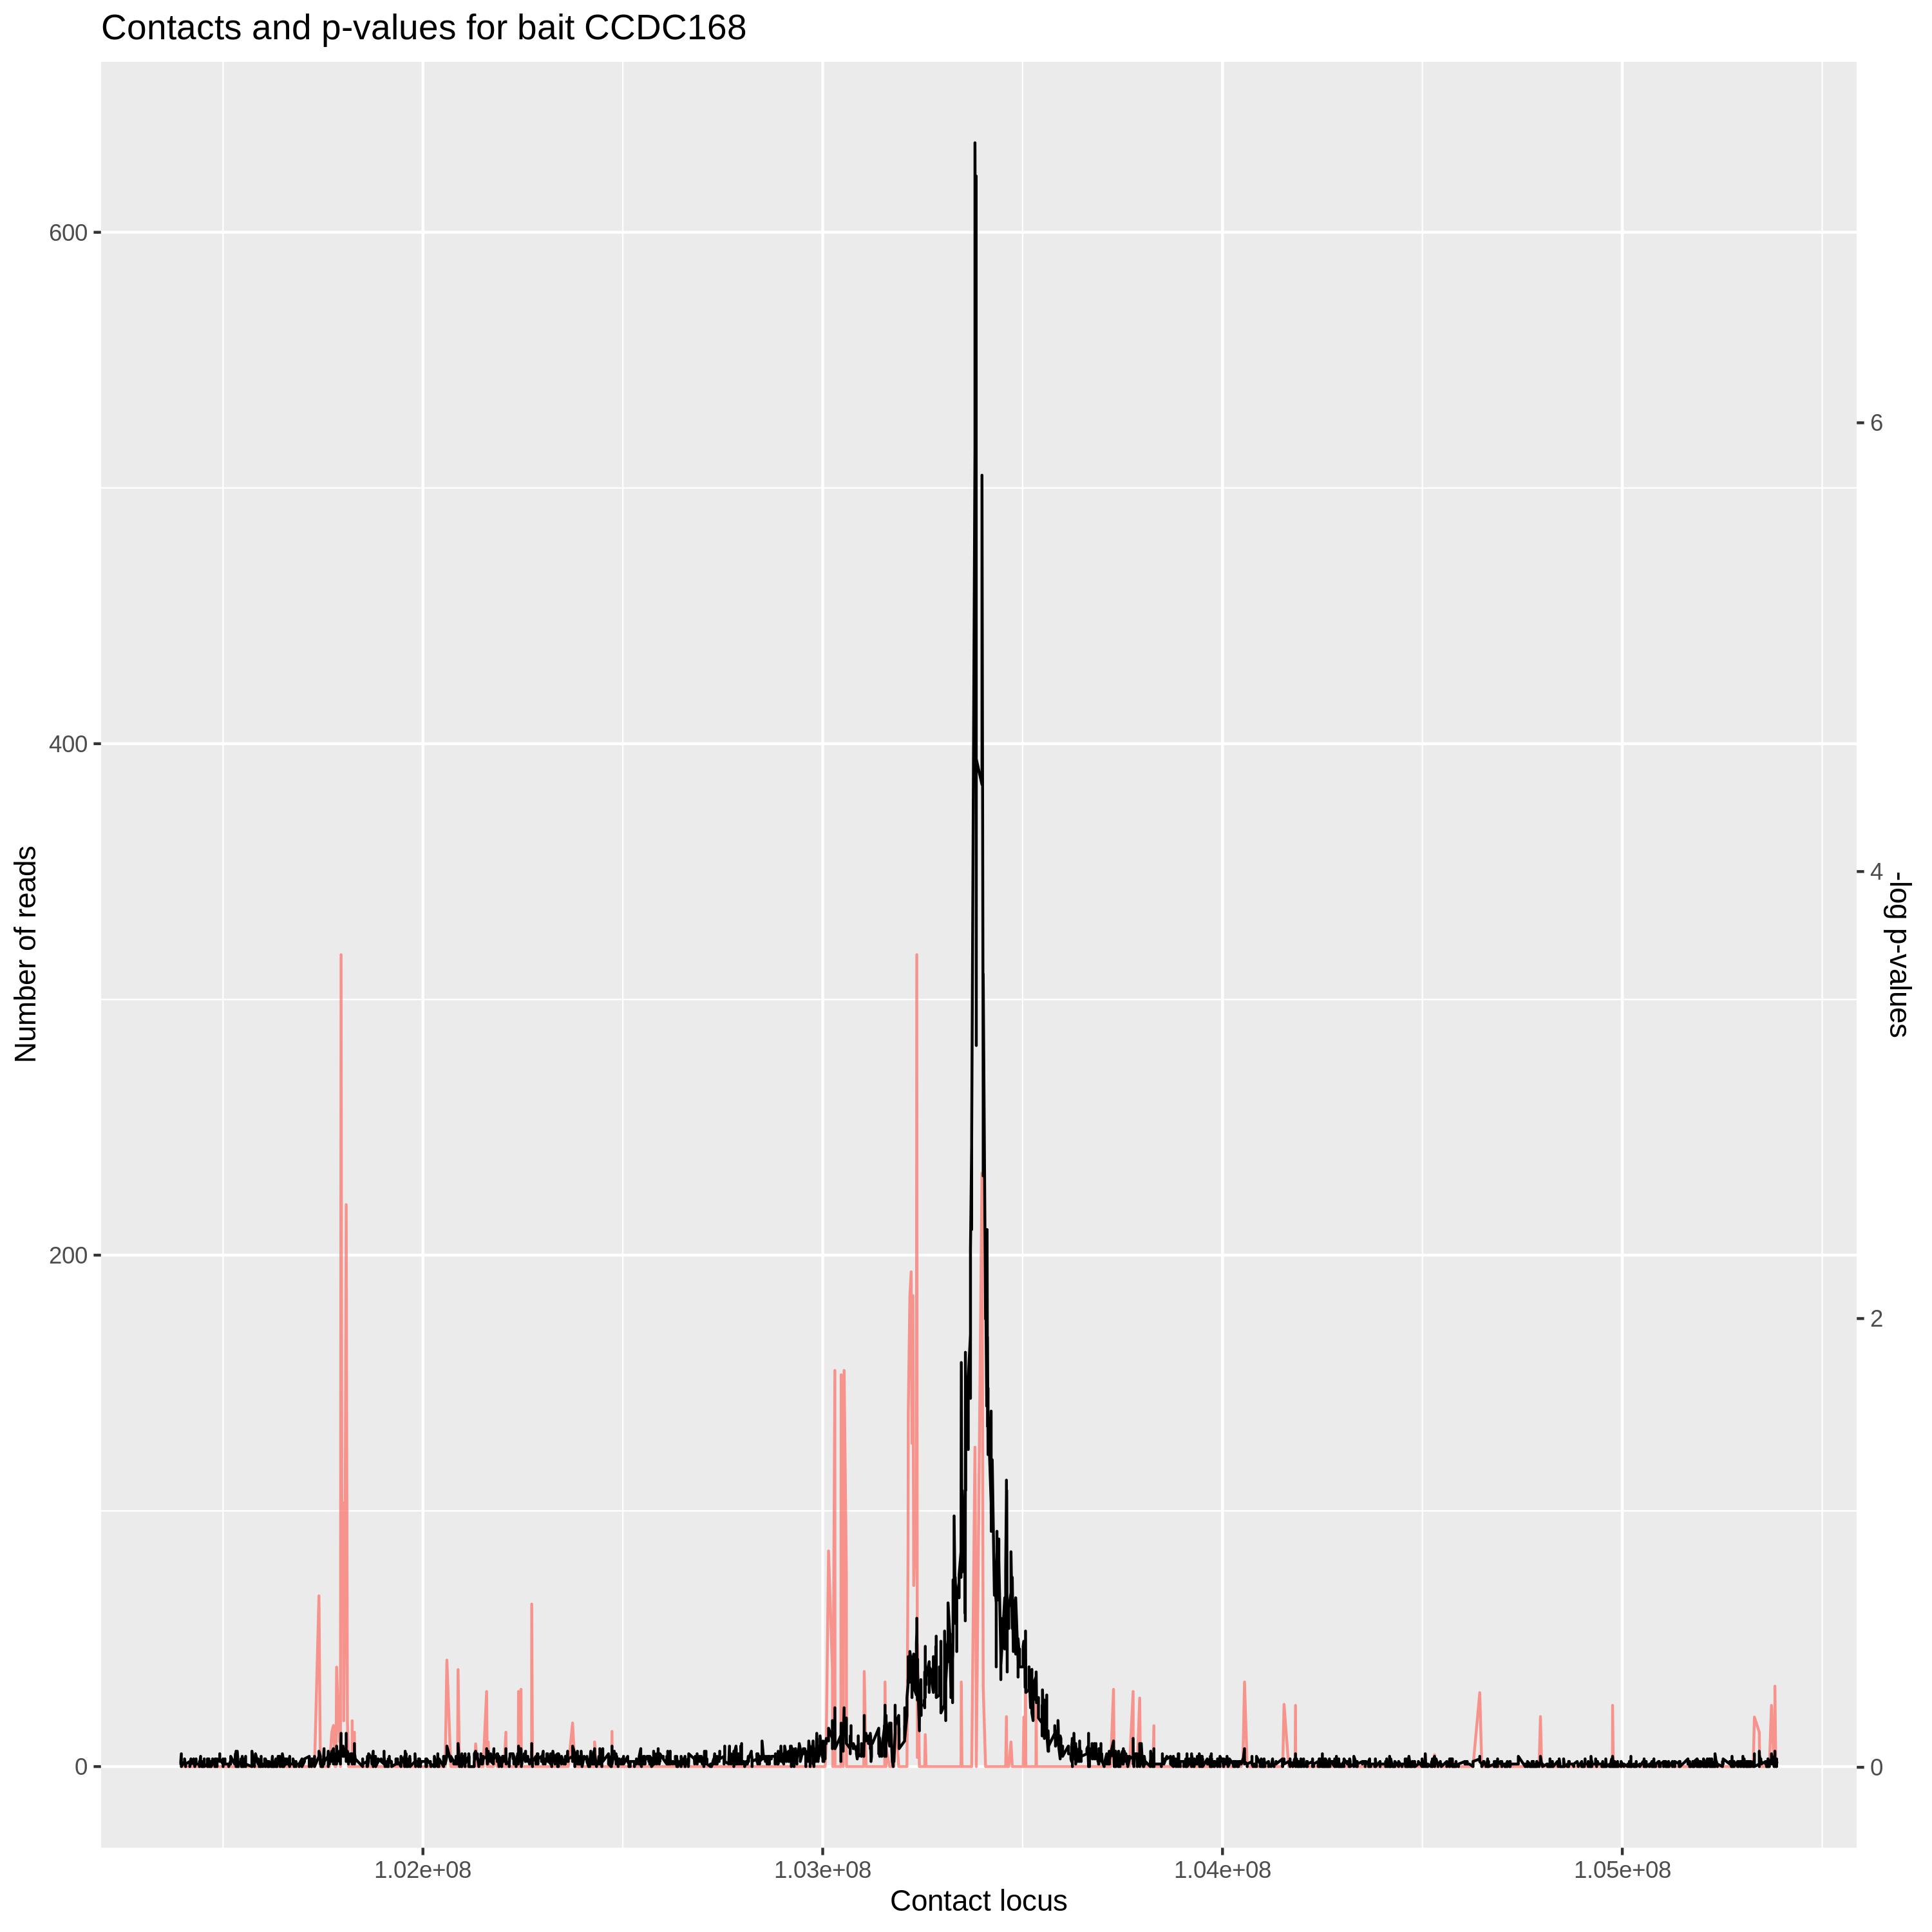 Contacts and p-values for bait CCDC168
600
400
200
0
Number of reads
6
4
2
0
-log p-values
1.02e+08
1.03e+08
1.04e+08
1.05e+08
Contact locus